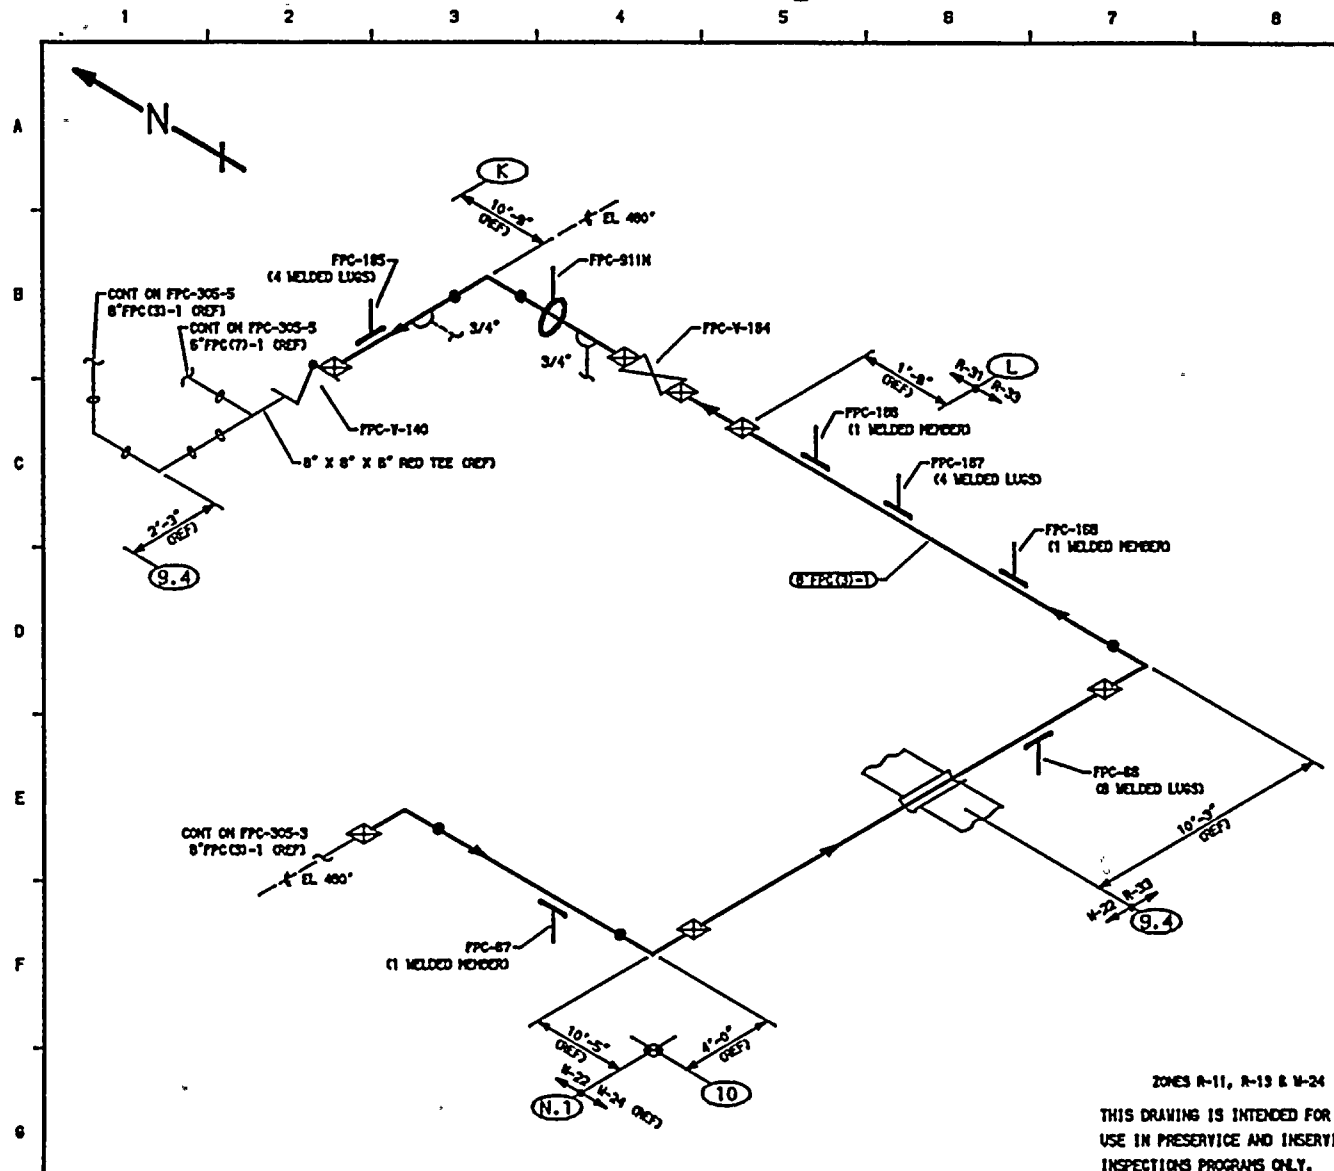 1 2 3 4 5 8 7 8
A
B
C
D
E
F
G
N
K
10'-9"
(REF)
℄ EL 460'
FPC-185
(4 WELDED LUGS)
FPC-911N
CONT ON FPC-305-5
8"FPC(3)-1 (REF)
CONT ON FPC-305-5
6"FPC(7)-1 (REF)
3/4"
3/4"
FPC-V-184
FPC-V-140
8" X 8" X 6" RED TEE (REF)
1'-8"
(REF)
R-31
R-33
L
FPC-186
(1 WELDED MEMBER)
FPC-187
(4 WELDED LUGS)
FPC-188
(1 WELDED MEMBER)
2'-3"
(REF)
9.4
8"FPC(3)-1
FPC-88
(8 WELDED LUGS)
10'-3"
(REF)
W-22
R-33
9.4
CONT ON FPC-305-3
8"FPC(3)-1 (REF)
℄ EL 460'
FPC-87
(1 WELDED MEMBER)
10'-5"
(REF)
4'-0"
(REF)
W-22
W-24 (REF)
N.1
10
ZONES R-11, R-13 & W-24
THIS DRAWING IS INTENDED FOR
USE IN PRESERVICE AND INSERVI
INSPECTIONS PROGRAMS ONLY.